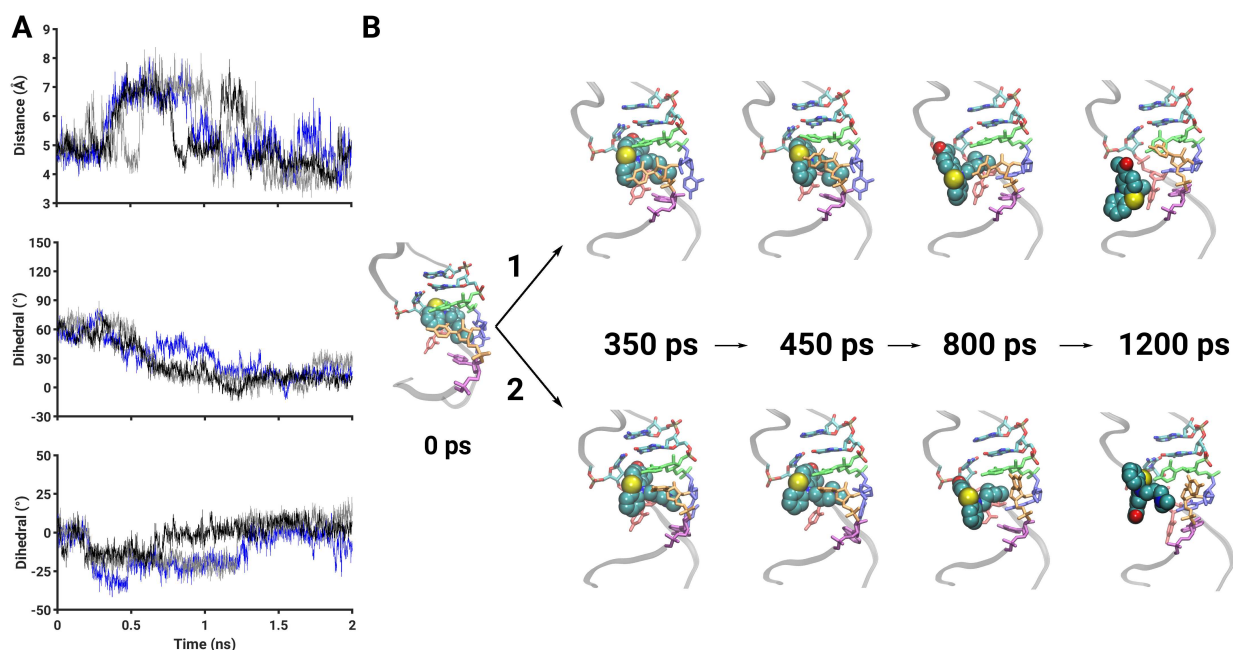 A
B
Distance (Å)
9
8
7
6
5
4
3
Dihedral (°)
150
120
90
60
30
0
-30
Dihedral (°)
50
25
0
-25
-50
0
0.5
1
1.5
2
Time (ns)
0 ps
1
2
350 ps
450 ps
800 ps
1200 ps